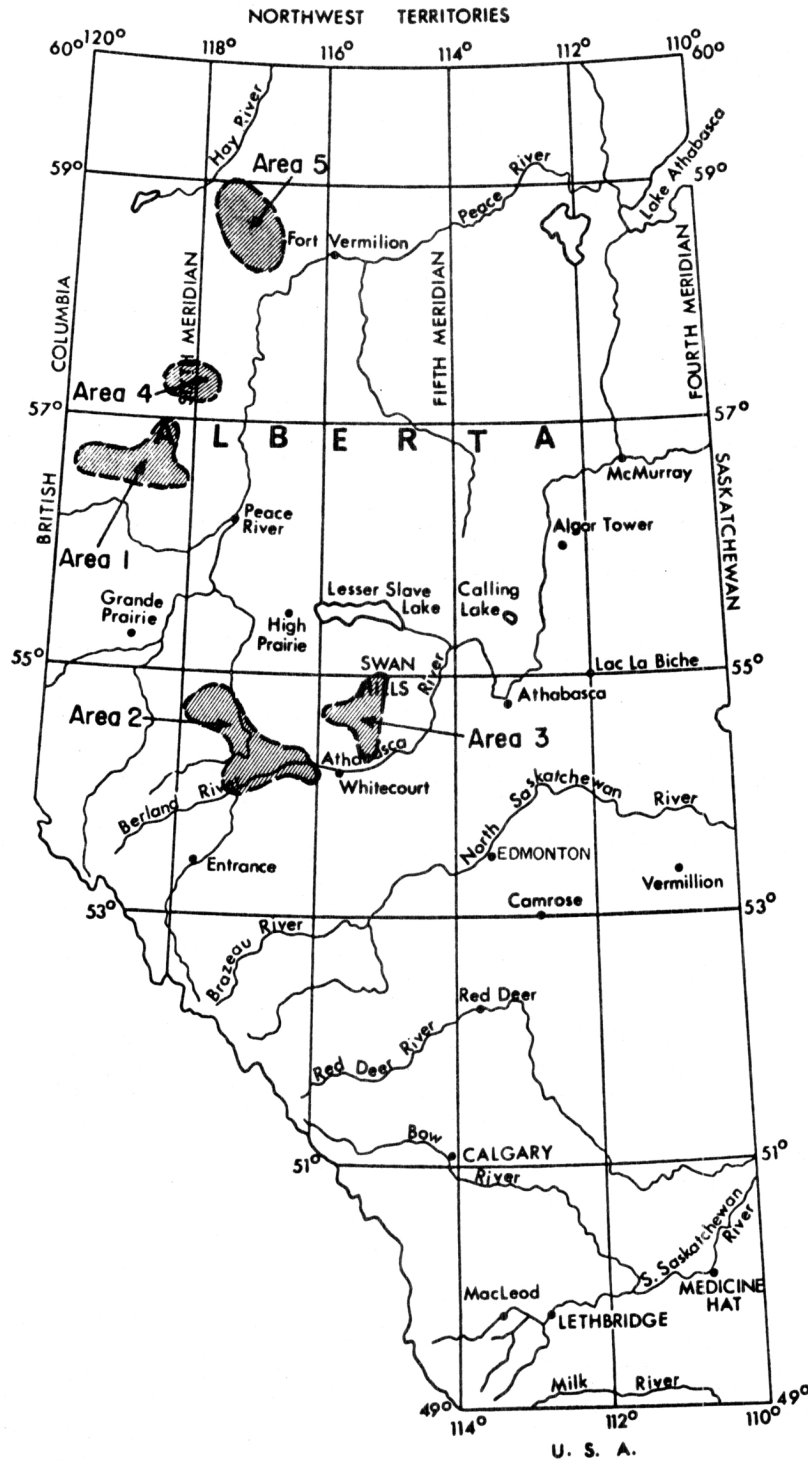 NORTHWEST TERRITORIES
60° 120° 118° 116° 114° 112° 110° 60°
Hay River
Area 5
59°
Peace River
Lake Athabasca
59°
Fort Vermilion
COLUMBIA
MERIDIAN
FIFTH MERIDIAN
FOURTH MERIDIAN
Area 4
57°
57°
ALBERTA
McMurray
BRITISH
SASKATCHEWAN
Area 1
Peace
River
Algar Tower
Grande
Prairie
High
Prairie
Lesser Slave
Lake
Calling
Lake
55°
SWAN
HILLS
River
Lac La Biche
55°
Athabasca
Area 2
Area 3
Athabasca
Whitecourt
Berland River
North Saskatchewan River
Entrance
EDMONTON
Vermillion
53°
Camrose
53°
Brazeau River
Red Deer
Red Deer River
Bow
CALGARY
51°
River
51°
S. Saskatchewan
River
MacLeod
MEDICINE
HAT
LETHBRIDGE
Milk River
49°
49°
114° 112° 110°
U. S. A.